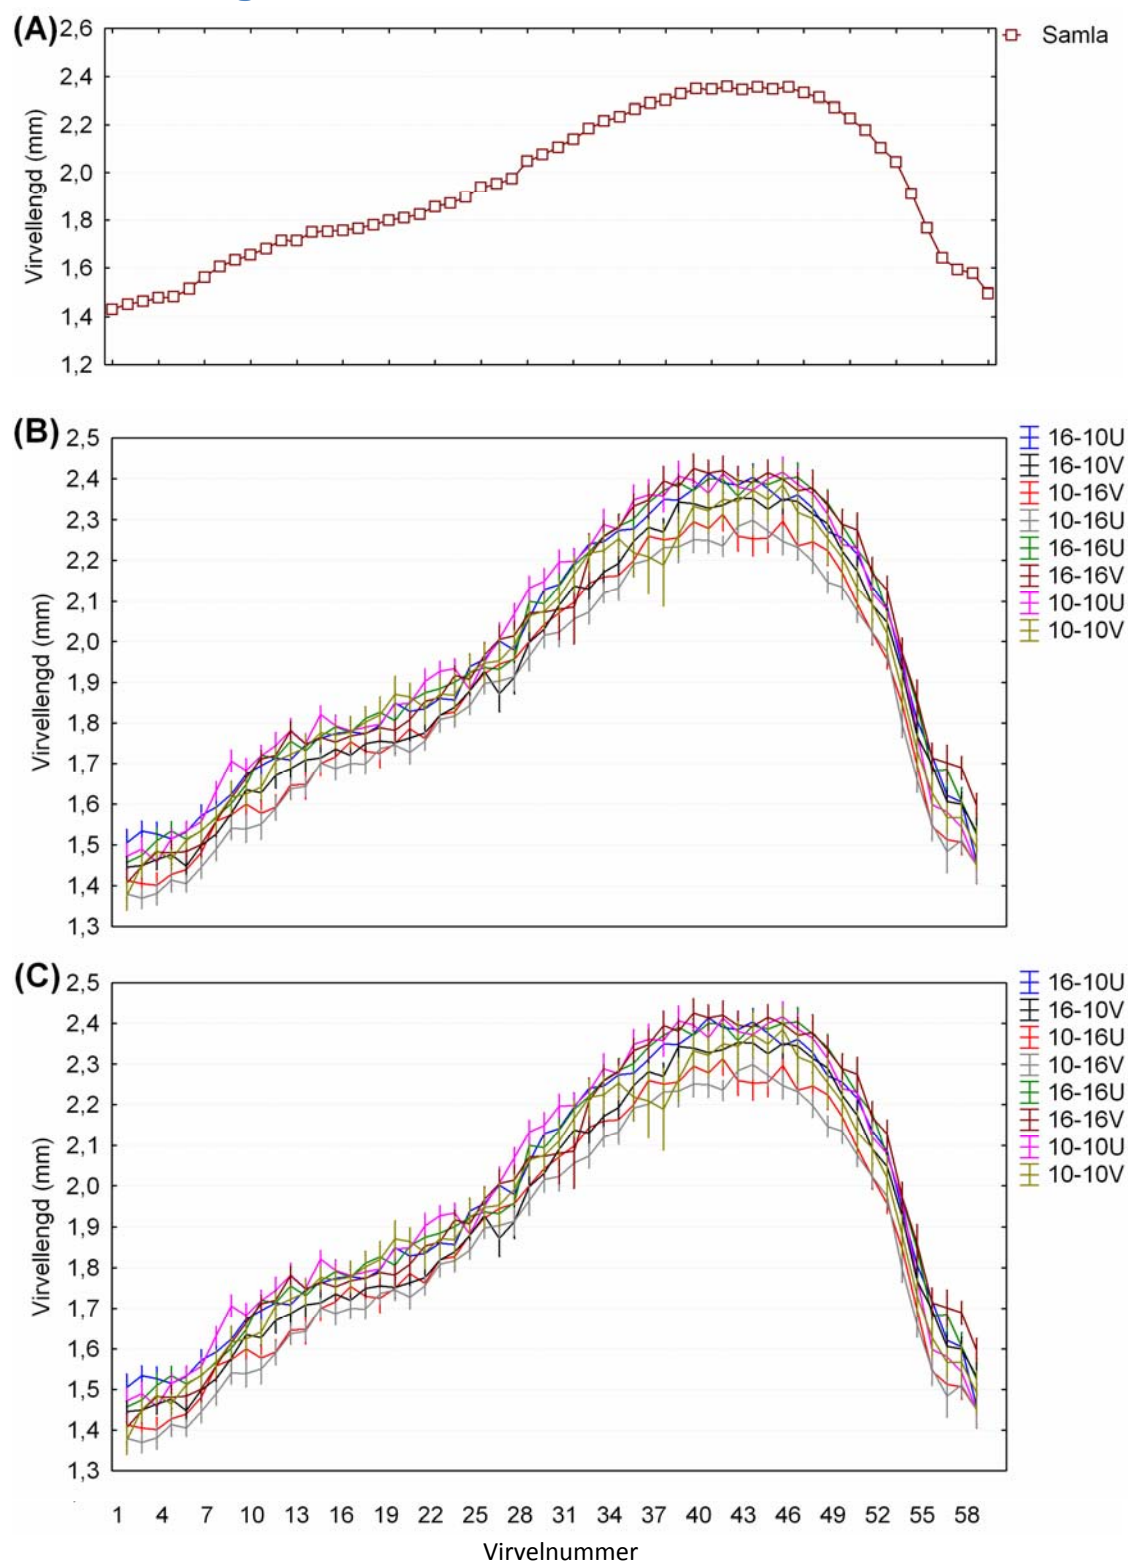 (A)
2,6
Samla
2,4
2,2
2,0
1,8
1,6
1,4
1,2
Virvellengd (mm)
(B)
2,5
2,4
2,3
2,2
2,1
2,0
1,9
1,8
1,7
1,6
1,5
1,4
1,3
Virvellengd (mm)
16-10U
16-10V
10-16V
10-16U
16-16U
16-16V
10-10U
10-10V
(C)
2,5
2,4
2,3
2,2
2,1
2,0
1,9
1,8
1,7
1,6
1,5
1,4
1,3
Virvellengd (mm)
16-10U
16-10V
10-16U
10-16V
16-16U
16-16V
10-10U
10-10V
1 4 7 10 13 16 19 22 25 28 31 34 37 40 43 46 49 52 55 58
Virvelnummer